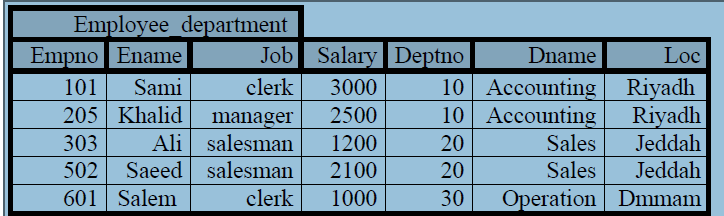 Employee_department
Empno Ename Job Salary Deptno Dname Loc
101 Sami clerk 3000 10 Accounting Riyadh
205 Khalid manager 2500 10 Accounting Riyadh
303 Ali salesman 1200 20 Sales Jeddah
502 Saeed salesman 2100 20 Sales Jeddah
601 Salem clerk 1000 30 Operation Dmmam